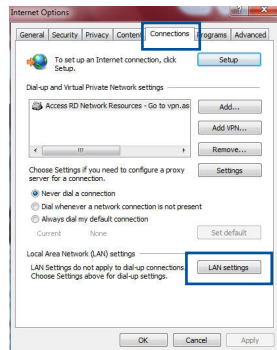 Internet Options
General Security Privacy Content Connections Programs Advanced
To set up an Internet connection, click Setup.
Setup
Dial-up and Virtual Private Network settings
Access RD Network Resources - Go to vpn.as
Add...
Add VPN...
Remove...
Choose Settings if you need to configure a proxy
server for a connection.
Settings
Never dial a connection
Dial whenever a network connection is not present
Always dial my default connection
Current None
Set default
Local Area Network (LAN) settings
LAN Settings do not apply to dial-up connections.
Choose Settings above for dial-up settings.
LAN settings
OK Cancel Apply